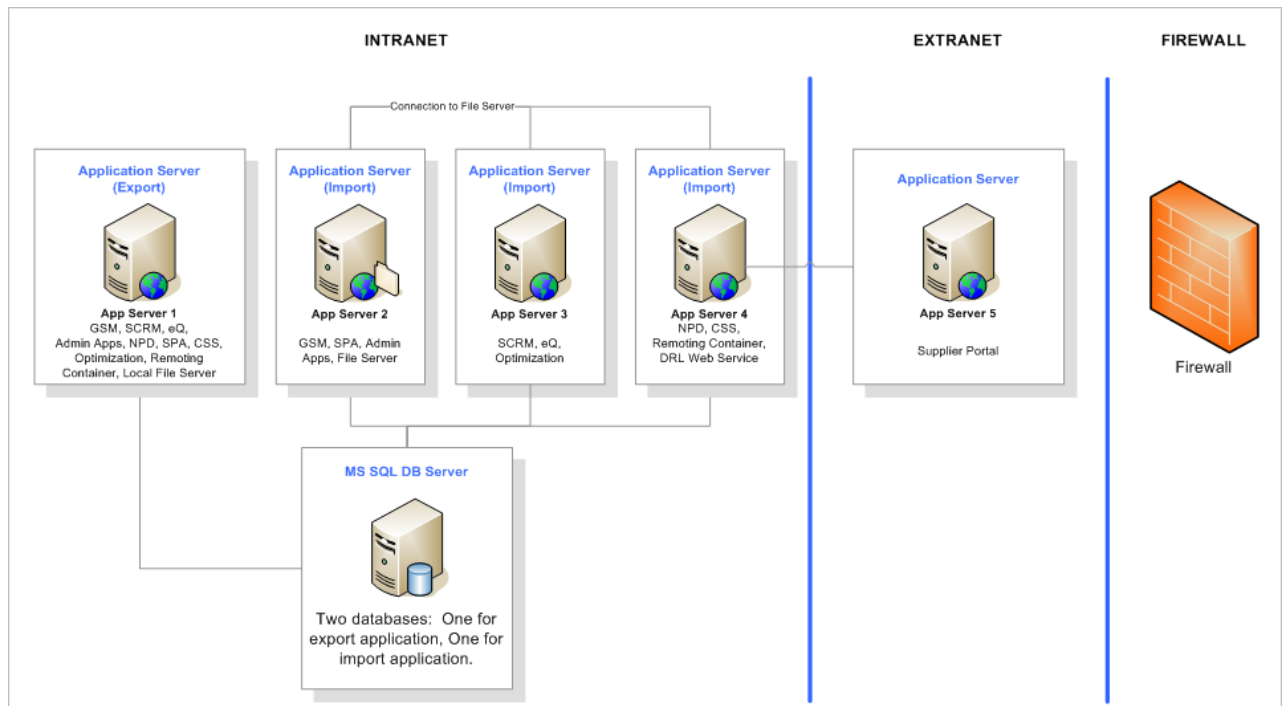 INTRANET
EXTRANET
FIREWALL
Connection to File Server
Application Server
(Export)
App Server 1
GSM, SCRM, eQ,
Admin Apps, NPD, SPA, CSS,
Optimization, Remoting
Container, Local File Server
Application Server
(Import)
App Server 2
GSM, SPA, Admin
Apps, File Server
Application Server
(Import)
App Server 3
SCRM, eQ,
Optimization
Application Server
(Import)
App Server 4
NPD, CSS,
Remoting Container,
DRL Web Service
Application Server
App Server 5
Supplier Portal
Firewall
MS SQL DB Server
Two databases: One for
export application, One for
import application.